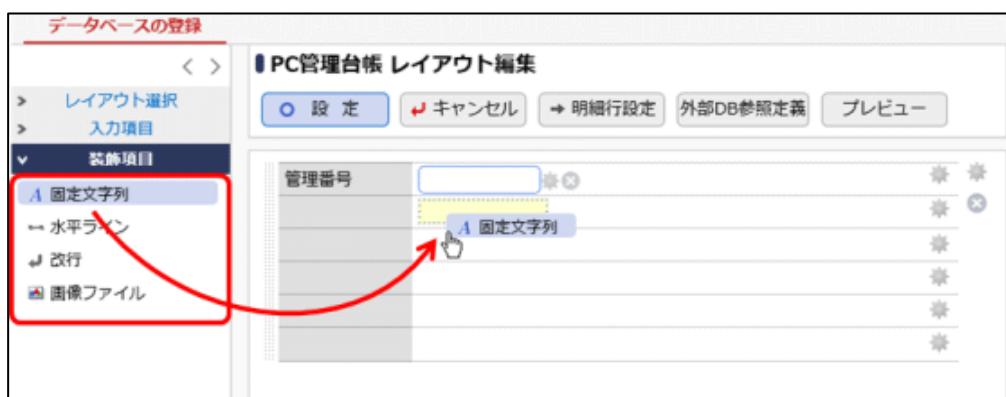 データベースの登録
レイアウト選択
入力項目
装飾項目
A 固定文字列
水平ライン
改行
画像ファイル
PC管理台帳 レイアウト編集
設 定
キャンセル
明細行設定
外部DB参照定義
プレビュー
管理番号
A 固定文字列